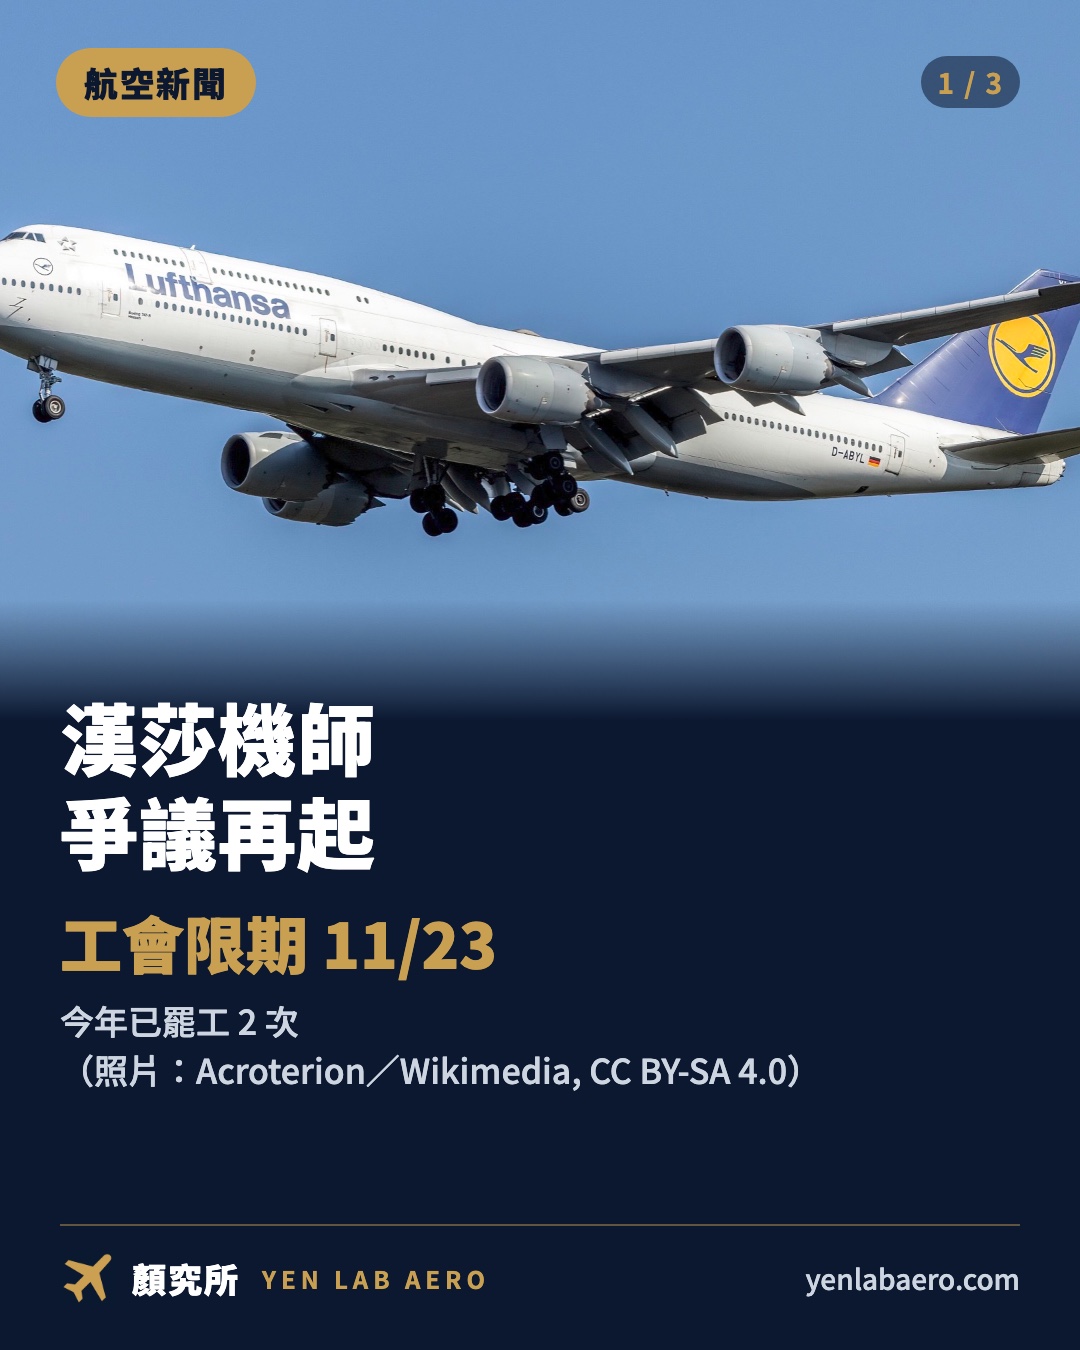 航空新聞
1 / 3
Lufthansa
D-ABYL
漢莎機師
爭議再起
工會限期 11/23
今年已罷工 2 次
（照片：Acroterion／Wikimedia, CC BY-SA 4.0）
顏究所 YEN LAB AERO
yenlabaero.com